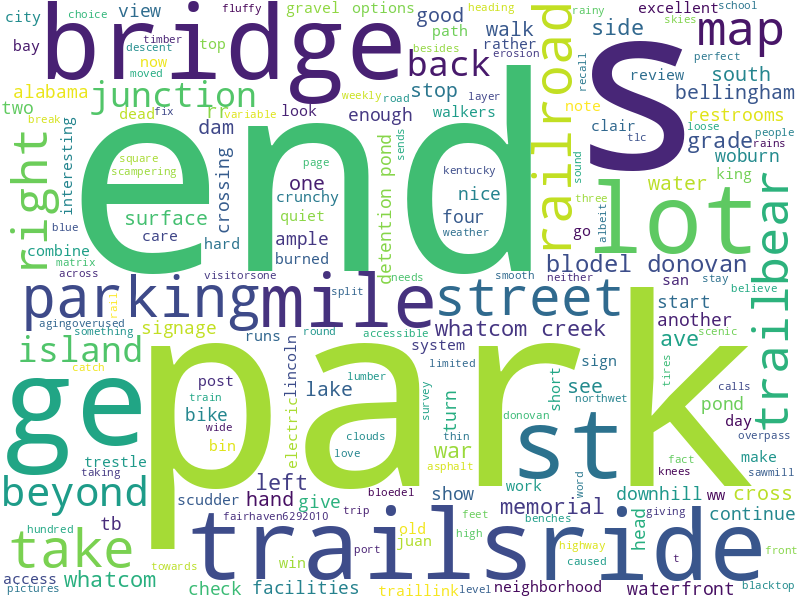 city choice fluffy gravel options heading rainy skies school
bay view timber good path walk side excellent map
bridge descent top besides rather erosion perfect
now moved back railroad
alabama junction rr variable weekly road stop layer review south
two dead fix look enough walkers note recall tlc loose bellingham
break dam sends clair people restrooms
right interesting square scampering crossing end page kentucky sound s grade rains
one crunchy detention pond nice woburn
surface quiet ample four three lot water king
blue care hard burned weather albeit go trail bear
combine matrix visitorsone needs smooth neither blodel donovan stay
across split san believe
agingoverused rail parking mile street start scenic
something signage whatcom creek another
island runs round accessible system sign ave
catch lincoln limited tires
post lake lumber survey turn short see calls pond
ge train bike electric donovan northwet day
wide clouds thin st overpass
trestle bin love war asphalt word fact make
beyond taking left park knees sawmill
scudder hand give bloedel show work downhill ww cross
hundred tb fairhaven6292010 trip feet benches memorial head giving continue
take trails old high ride highway t
towards win port juan caused front
access whatcom check facilities level neighborhood waterfront blacktop
pictures traillink